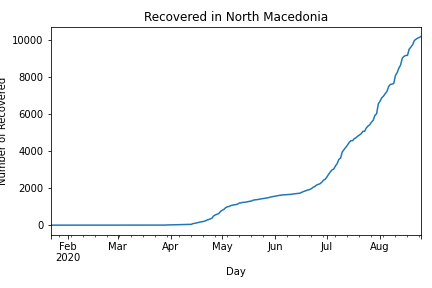 Recovered in North Macedonia
Number of Recovered
10000
8000
6000
4000
2000
0
Feb
2020
Mar
Apr
May
Jun
Jul
Aug
Day